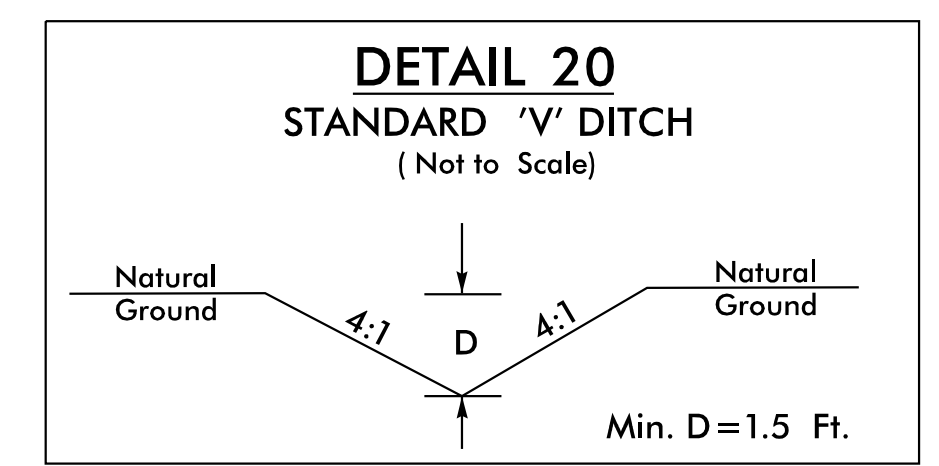 DETAIL 20
STANDARD 'V' DITCH
( Not to Scale)
Natural
Ground
4:1
D
4:1
Natural
Ground
Min. D=1.5 Ft.